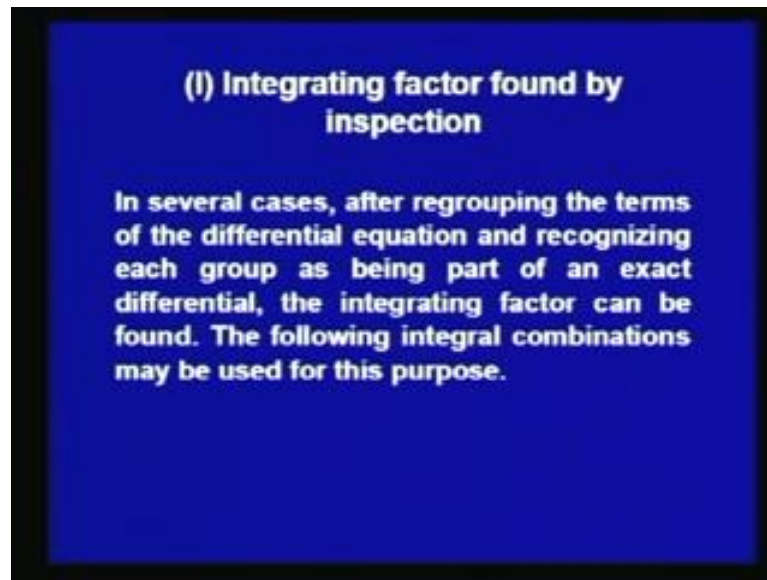 (I) Integrating factor found by
inspection
In several cases, after regrouping the terms
of the differential equation and recognizing
each group as being part of an exact
differential, the integrating factor can be
found. The following integral combinations
may be used for this purpose.